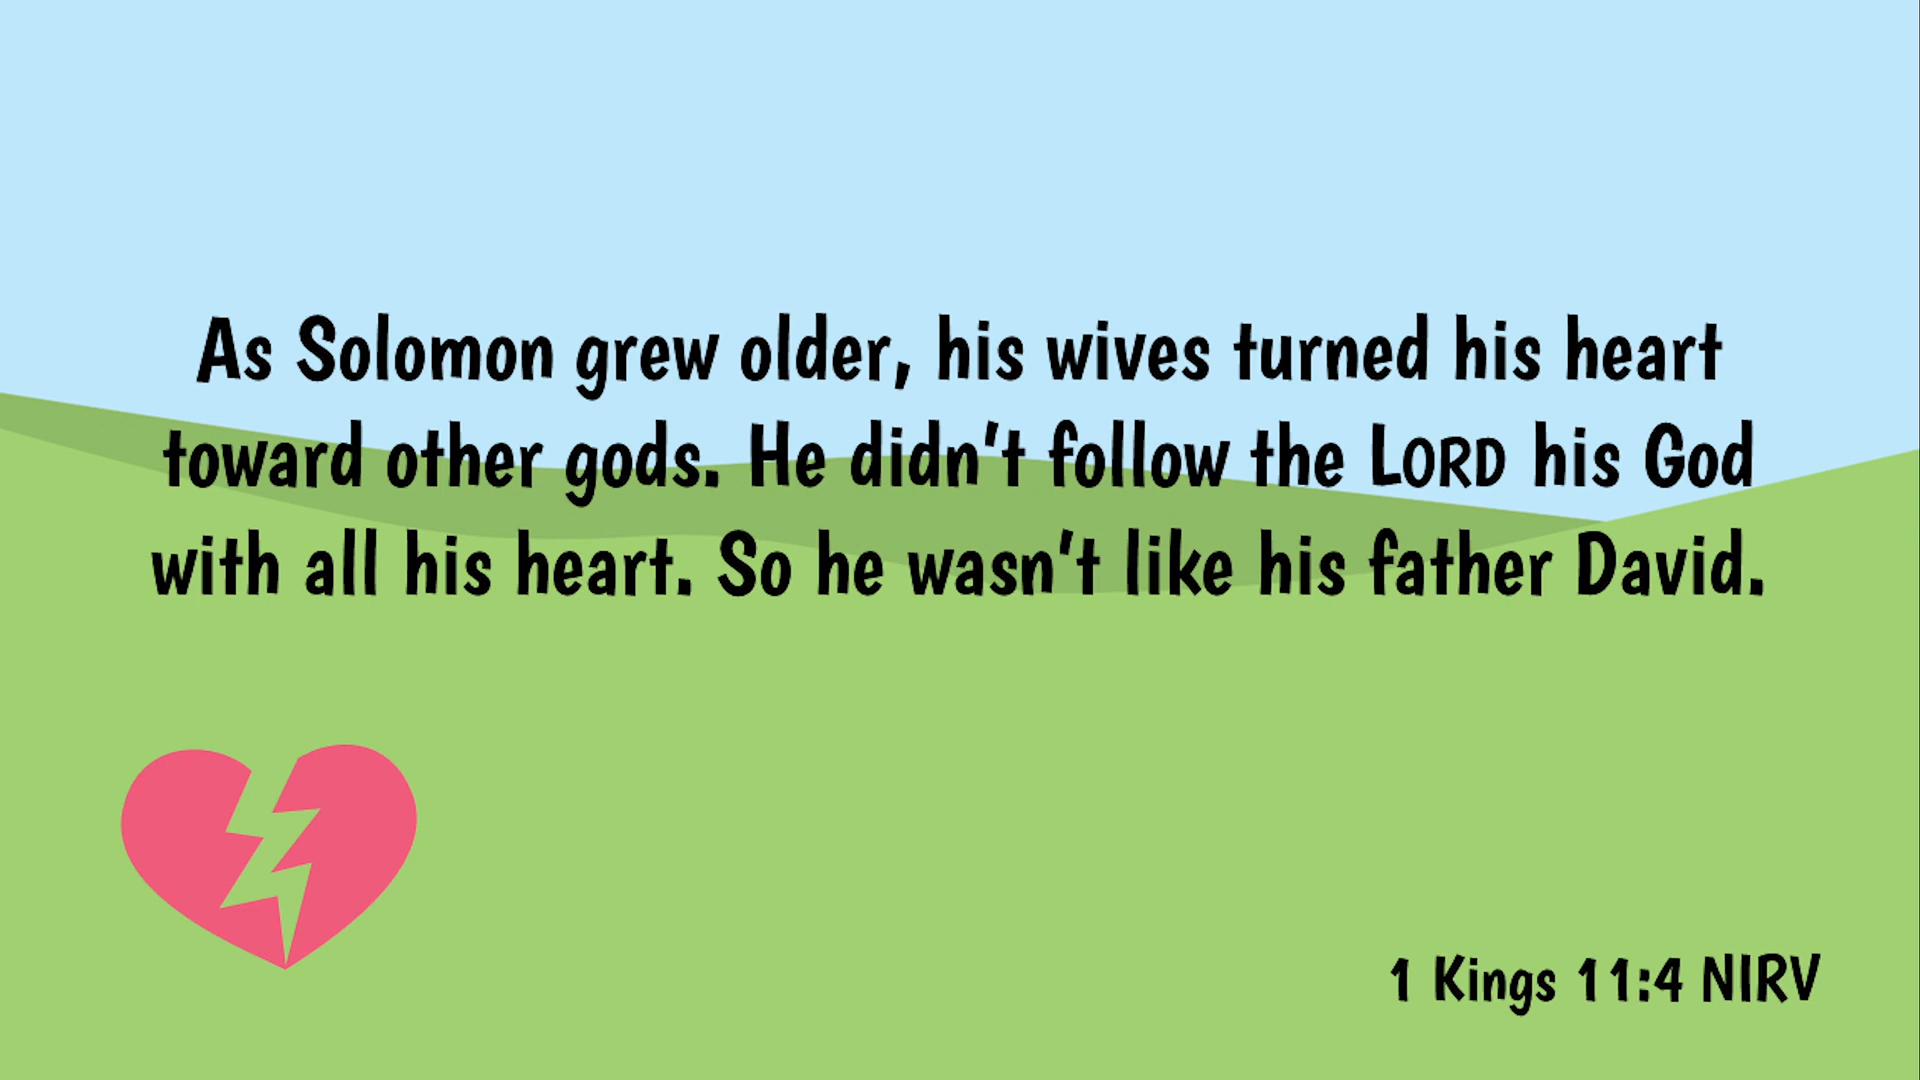 As Solomon grew older, his wives turned his heart
toward other gods. He didn't follow the LORD his God
with all his heart. So he wasn't like his father David.
1 Kings 11:4 NIRV